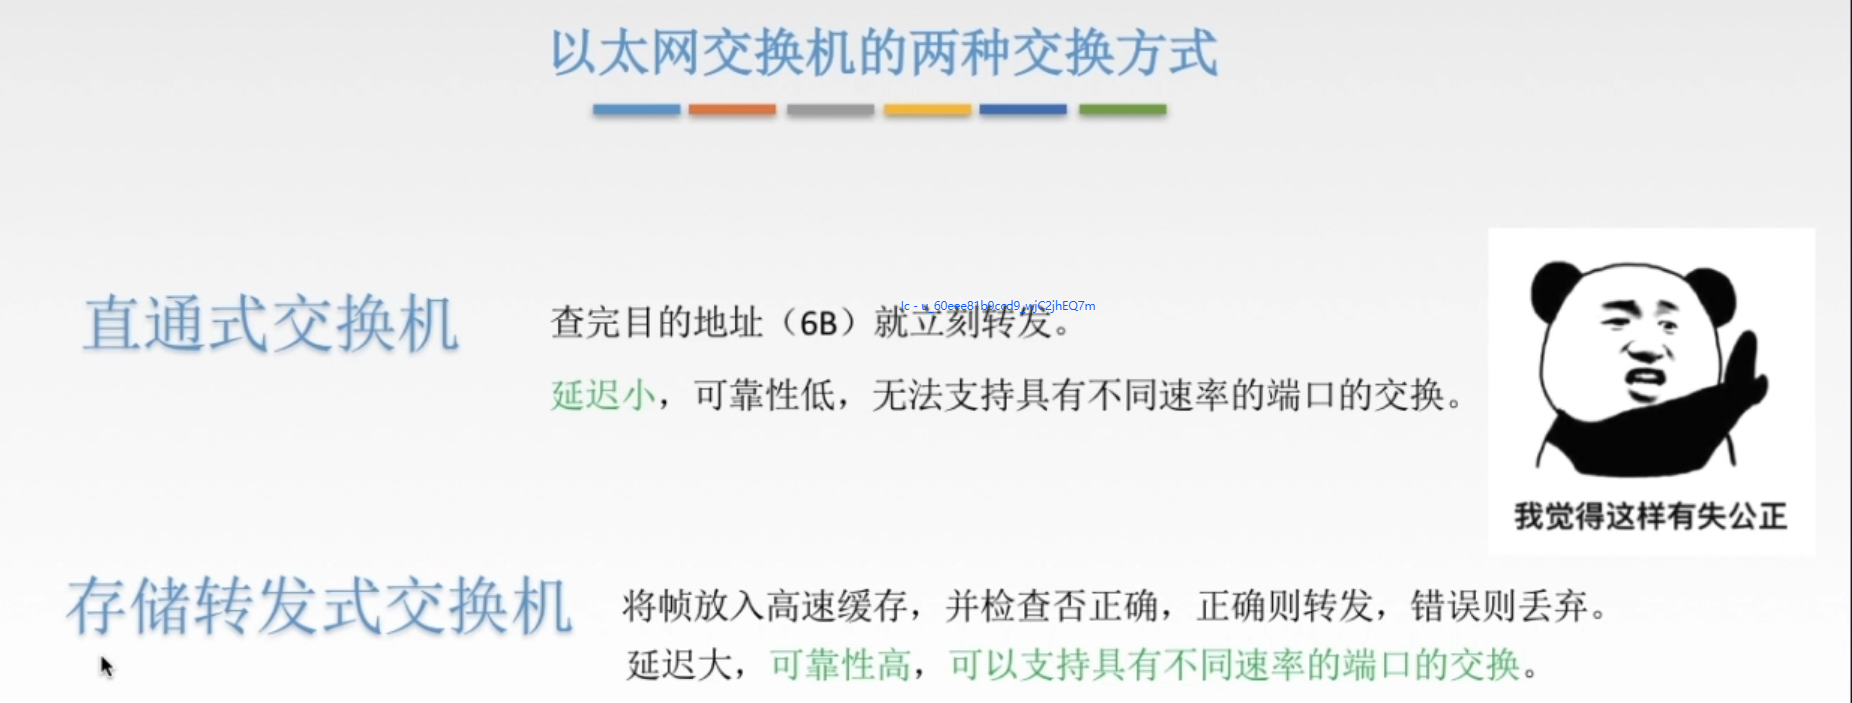 以太网交换机的两种交换方式
直通式交换机
查完目的地址（6B）就立刻转发。
延迟小，可靠性低，无法支持具有不同速率的端口的交换。
我觉得这样有失公正
存储转发式交换机
将帧放入高速缓存，并检查否正确，正确则转发，错误则丢弃。
延迟大，可靠性高，可以支持具有不同速率的端口的交换。